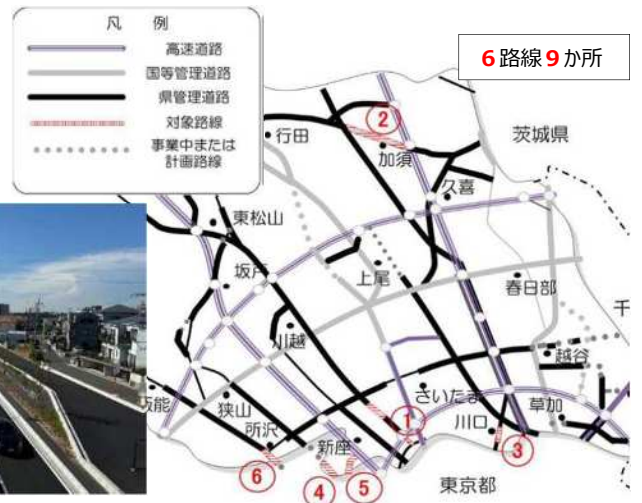 凡 例
高速道路
国等管理道路
県管理道路
対象路線
事業中または
計画路線
6路線9か所
茨城県
②
行田
加須
久喜
東松山
坂戸
上尾
春日部
千
川越
越谷
さいたま
狭山
所沢
新座
①
川口
草加
③
⑥
④
⑤
東京都